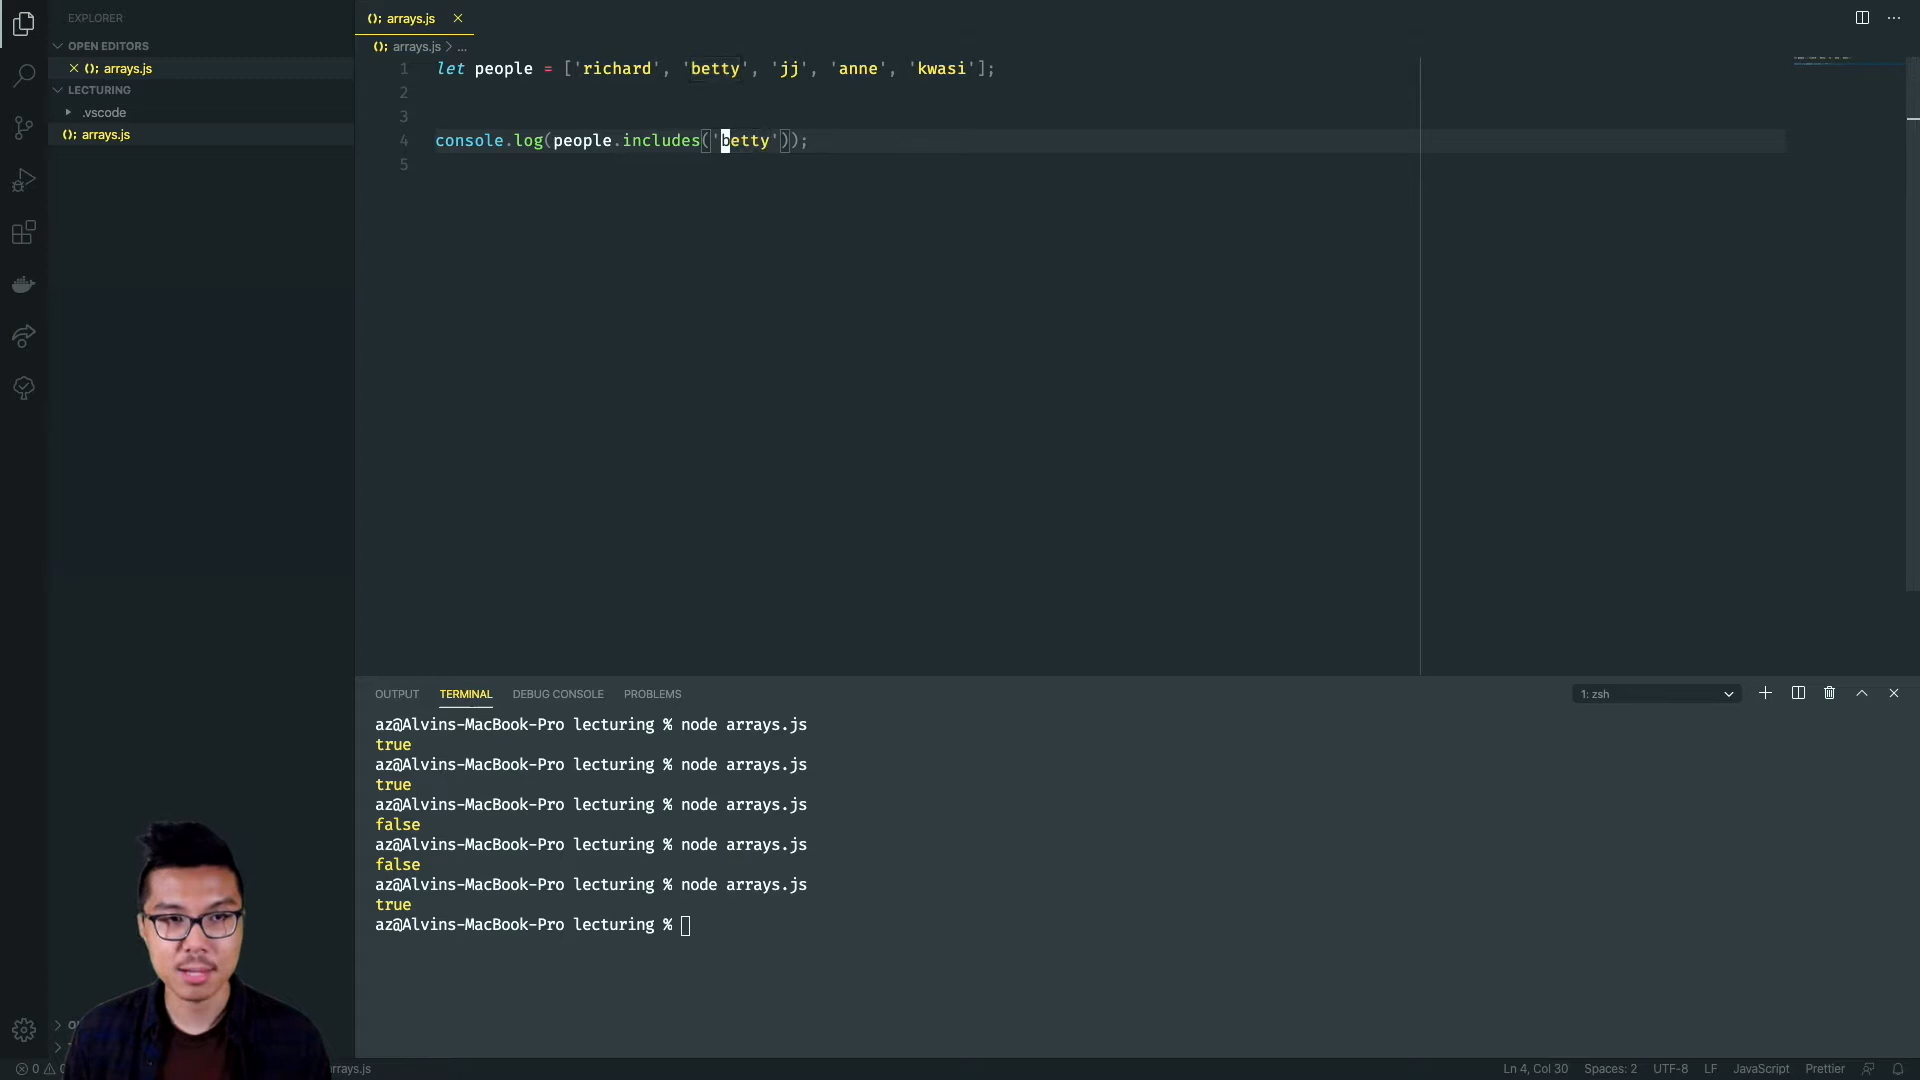 EXPLORER
OPEN EDITORS
(); arrays.js
LECTURING
.vscode
(); arrays.js
(); arrays.js
(); arrays.js > ...
1 let people = ['richard', 'betty', 'jj', 'anne', 'kwasi'];
2
3
4 console.log(people.includes('betty'));
5
OUTPUT TERMINAL DEBUG CONSOLE PROBLEMS
1: zsh
az@Alvins-MacBook-Pro lecturing % node arrays.js
true
az@Alvins-MacBook-Pro lecturing % node arrays.js
true
az@Alvins-MacBook-Pro lecturing % node arrays.js
false
az@Alvins-MacBook-Pro lecturing % node arrays.js
false
az@Alvins-MacBook-Pro lecturing % node arrays.js
true
az@Alvins-MacBook-Pro lecturing %
0 rrays.js Ln 4, Col 30 Spaces: 2 UTF-8 LF JavaScript Prettier